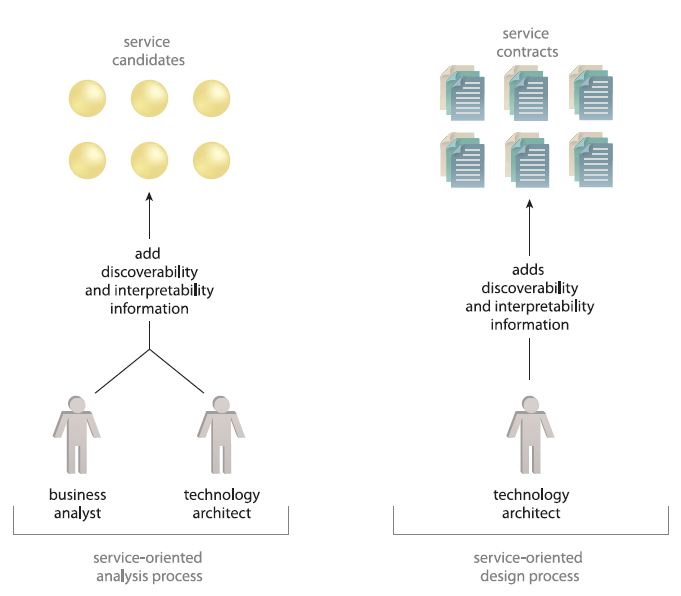 service
candidates
add
discoverability
and interpretability
information
business
analyst
technology
architect
service-oriented
analysis process
service
contracts
adds
discoverability
and interpretability
information
technology
architect
service-oriented
design process